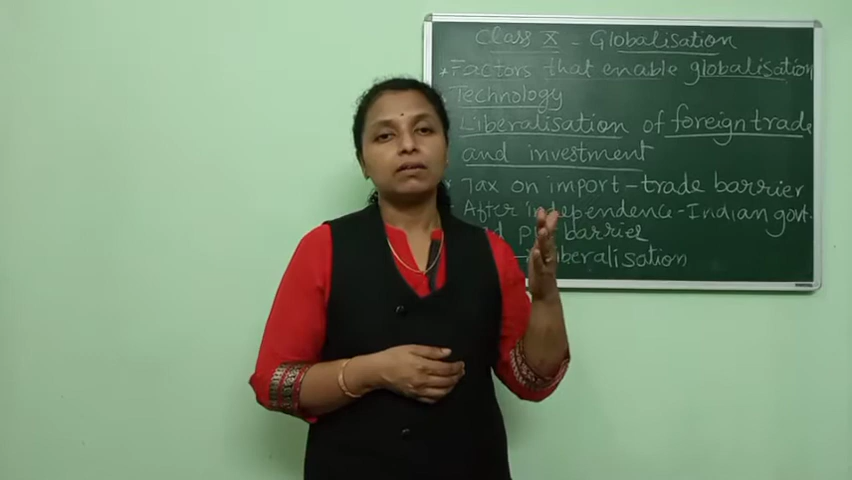 Class X - Globalisation
* Factors that enable globalisation
Technology
Liberalisation of foreign trade
and investment
* Tax on import - trade barrier
After independence - Indian govt.
barrier
liberalisation